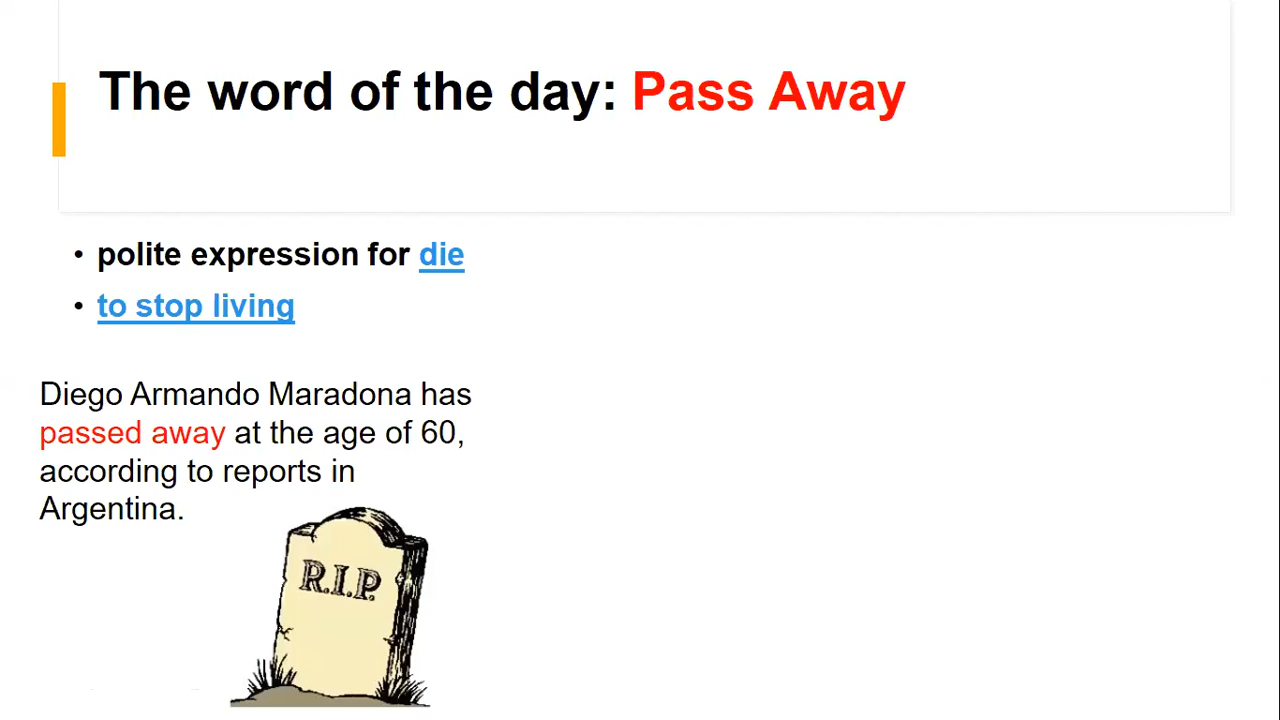 The word of the day: Pass Away
• polite expression for die
• to stop living
Diego Armando Maradona has
passed away at the age of 60,
according to reports in
Argentina.
R.I.P.